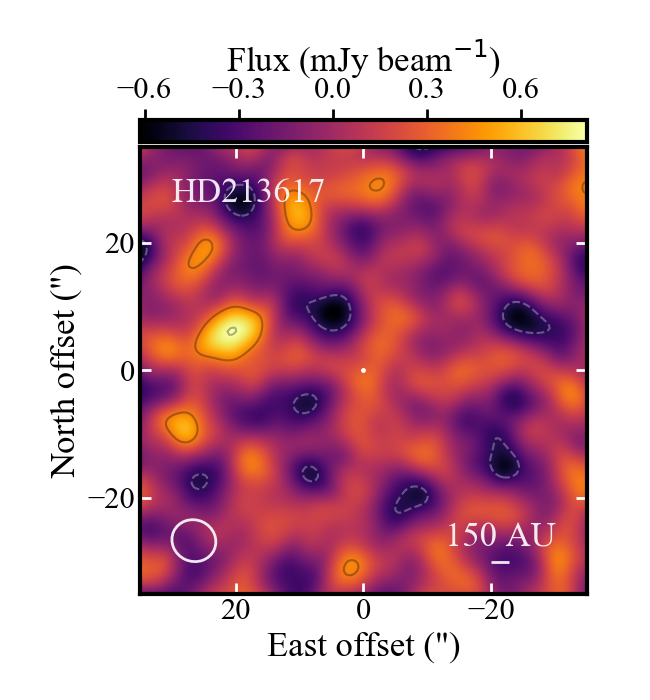 Flux (mJy beam⁻¹)
−0.6 −0.3 0.0 0.3 0.6
HD213617
20
0
−20
North offset (")
150 AU
20 0 −20
East offset (")